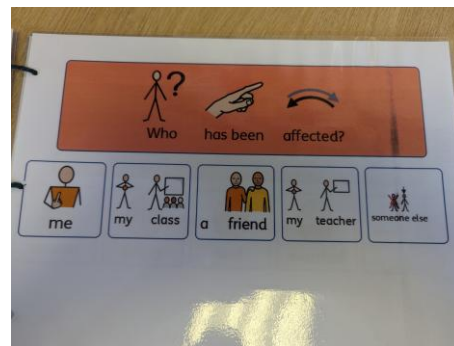 ?
Who has been affected?
me my class a friend my teacher someone else